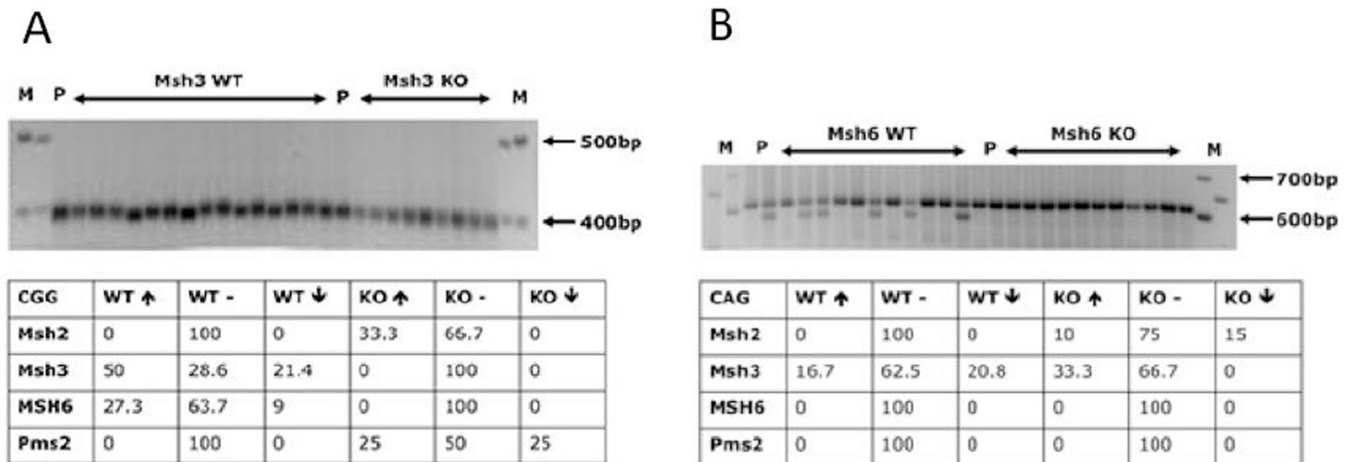 A
Msh3 WT
Msh3 KO
M P P M
500bp
400bp
CGG WT ↑ WT - WT ↓ KO ↑ KO - KO ↓
Msh2 0 100 0 33.3 66.7 0
Msh3 50 28.6 21.4 0 100 0
MSH6 27.3 63.7 9 0 100 0
Pms2 0 100 0 25 50 25
B
Msh6 WT
Msh6 KO
M P P M
700bp
600bp
CAG WT ↑ WT - WT ↓ KO ↑ KO - KO ↓
Msh2 0 100 0 10 75 15
Msh3 16.7 62.5 20.8 33.3 66.7 0
MSH6 0 100 0 0 100 0
Pms2 0 100 0 0 100 0